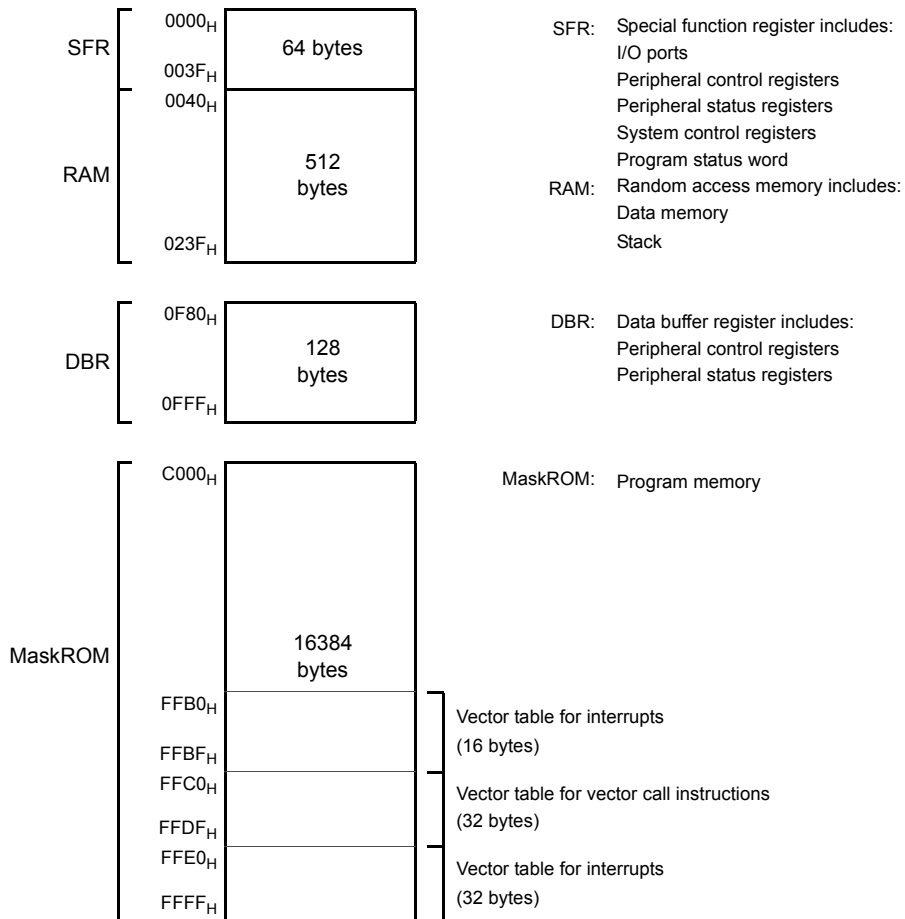 0000H
SFR
64 bytes
003FH
0040H
RAM
512
bytes
023FH
SFR: Special function register includes:
I/O ports
Peripheral control registers
Peripheral status registers
System control registers
Program status word
RAM: Random access memory includes:
Data memory
Stack
0F80H
DBR
128
bytes
0FFFH
DBR: Data buffer register includes:
Peripheral control registers
Peripheral status registers
C000H
MaskROM: Program memory
MaskROM
16384
bytes
FFB0H
Vector table for interrupts
(16 bytes)
FFBFH
FFC0H
Vector table for vector call instructions
(32 bytes)
FFDFH
FFE0H
Vector table for interrupts
(32 bytes)
FFFFH